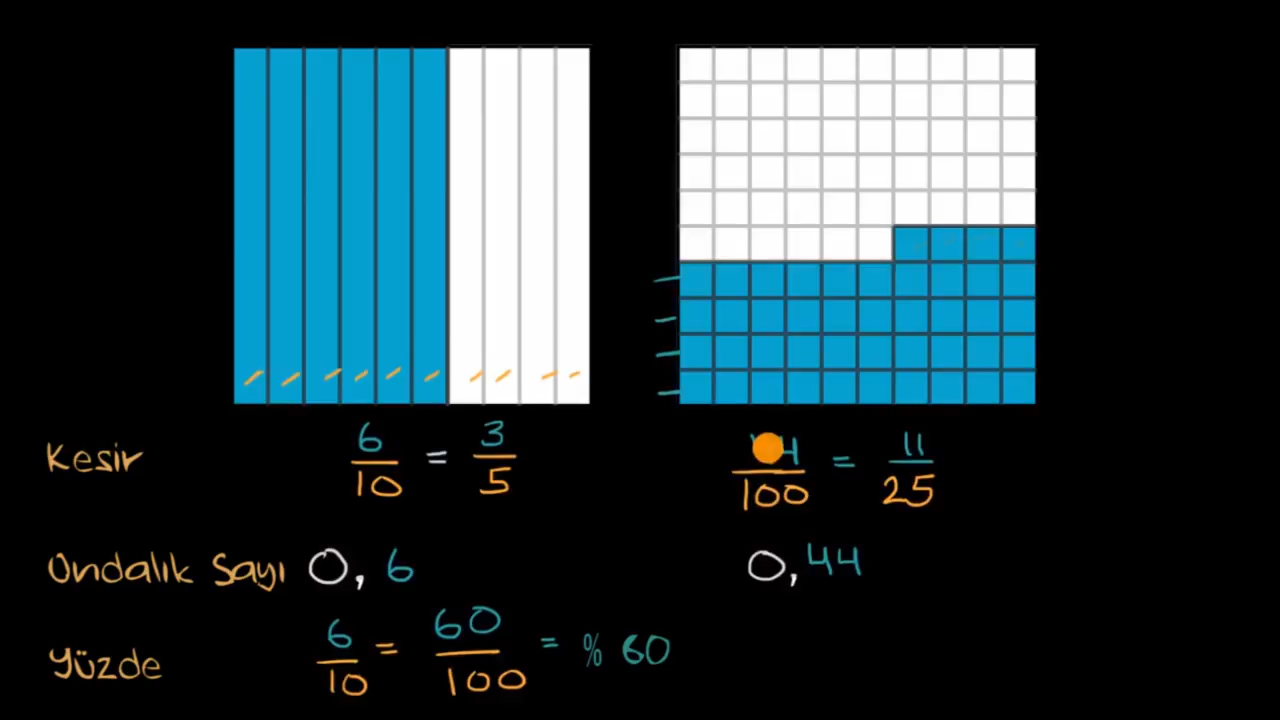 Kesir 6/10 = 3/5 4/100 = 11/25
Ondalık Sayı 0,6 0,44
Yüzde 6/10 = 60/100 = % 60